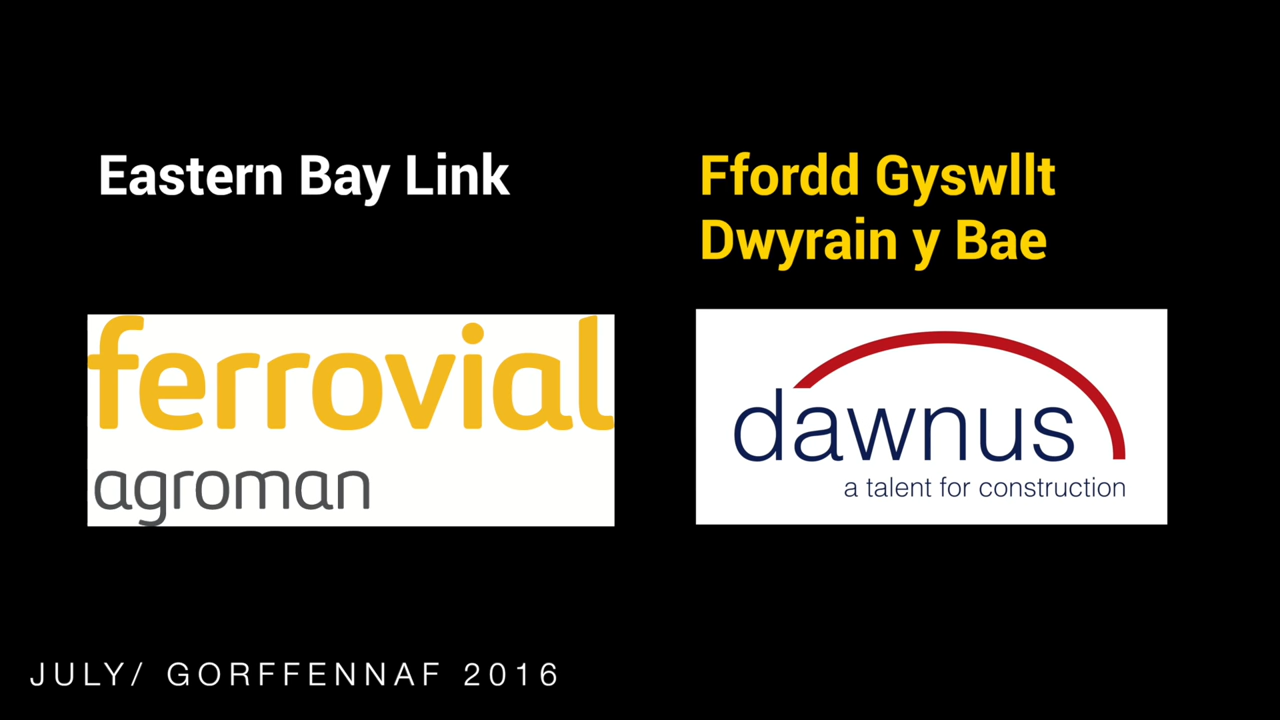 Eastern Bay Link
Ffordd Gyswllt
Dwyrain y Bae
ferrovial
agroman
dawnus
a talent for construction
JULY/ GORFFENNAF 2016